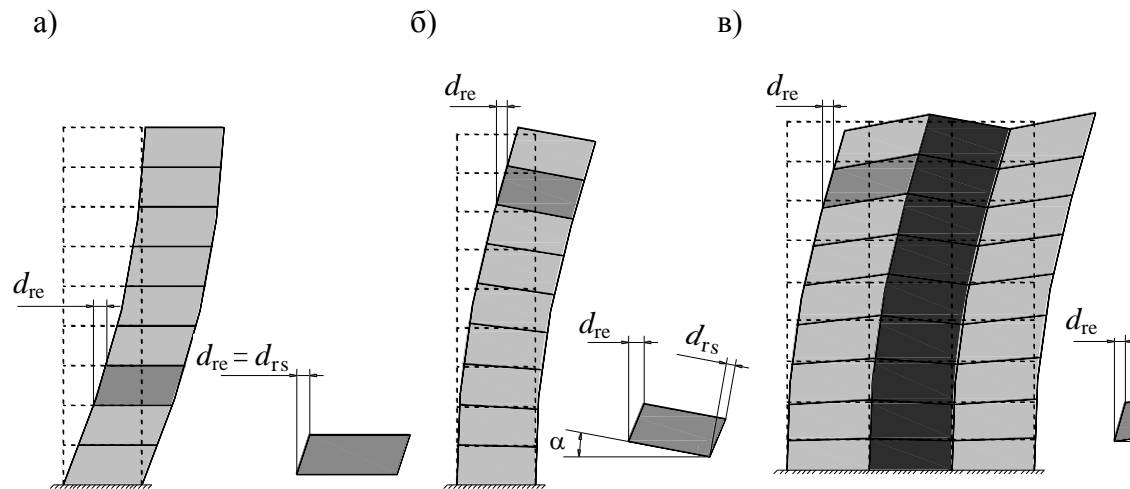 а) б) в)
d_re d_re
d_re
d_re d_re d_rs
d_re
d_re = d_rs
α